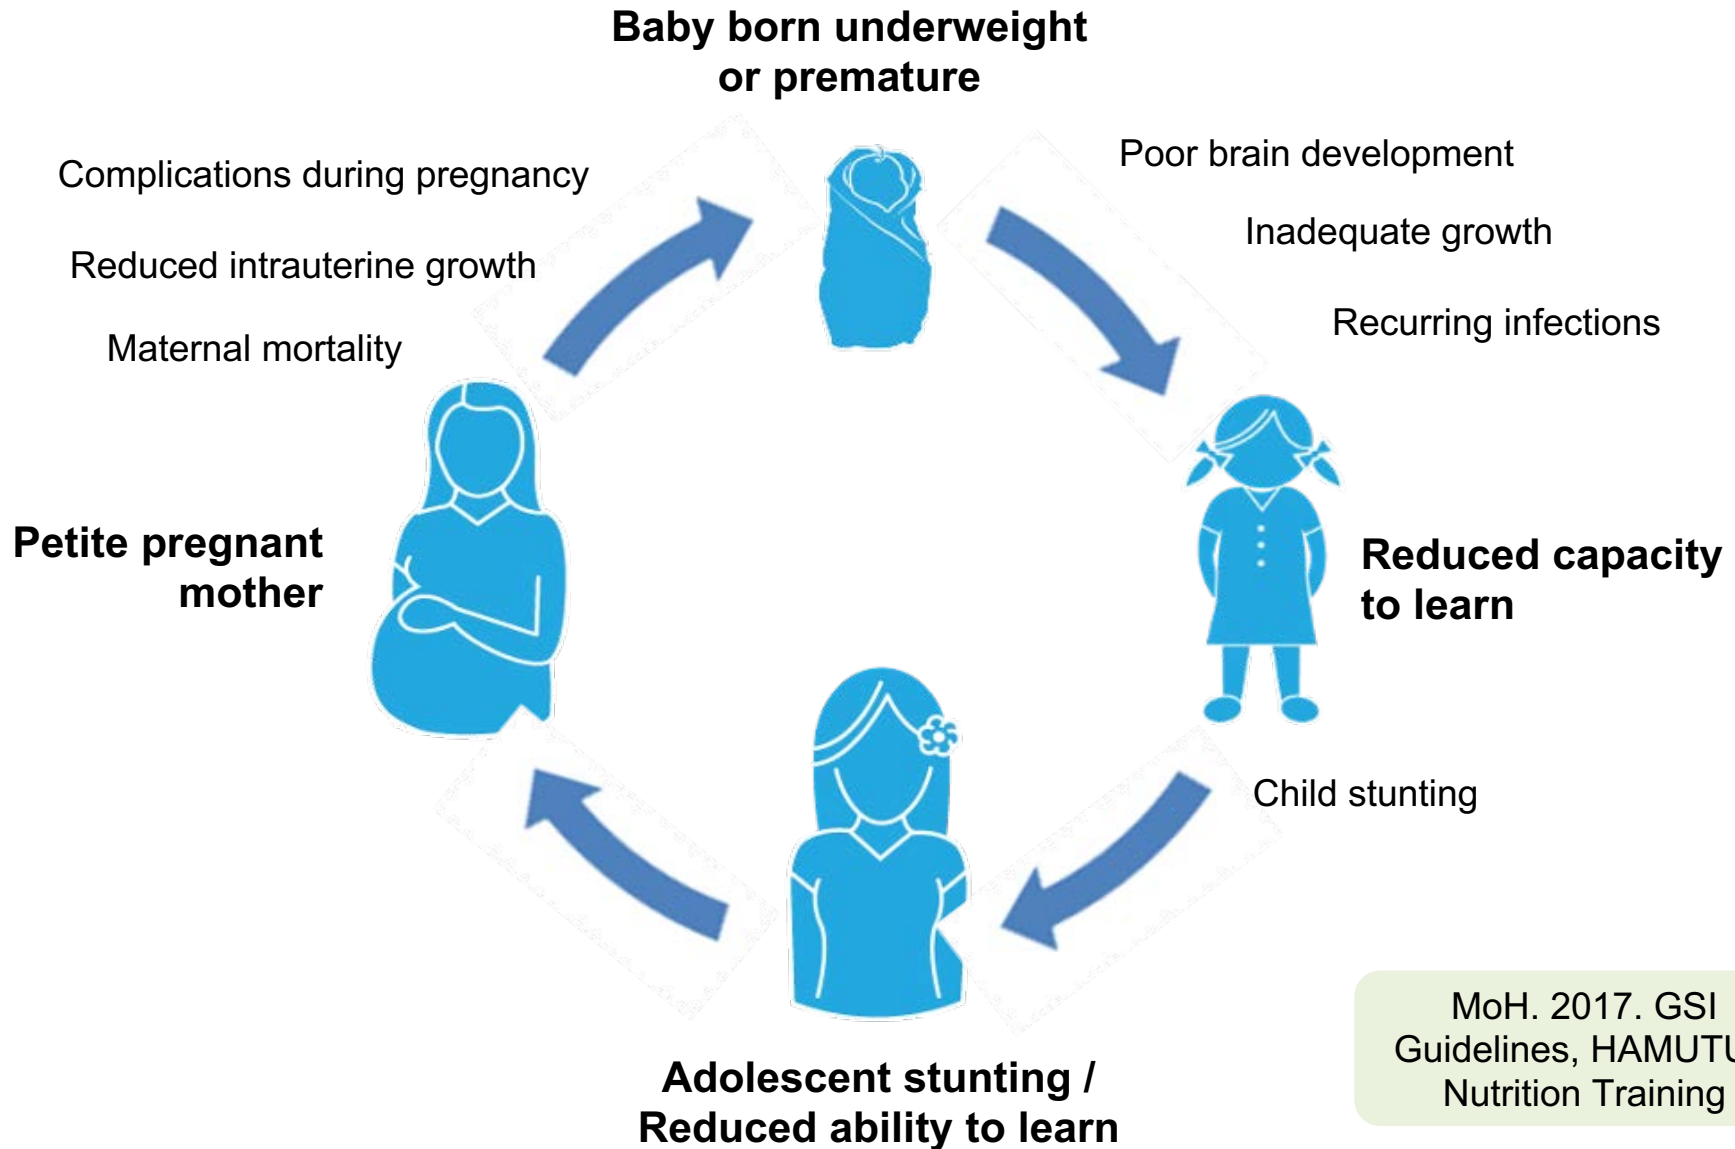 Baby born underweight
or premature
Complications during pregnancy
Reduced intrauterine growth
Maternal mortality
Poor brain development
Inadequate growth
Recurring infections
Petite pregnant
mother
Reduced capacity
to learn
Child stunting
Adolescent stunting /
Reduced ability to learn
MoH. 2017. GSI
Guidelines,
Nutrition Training